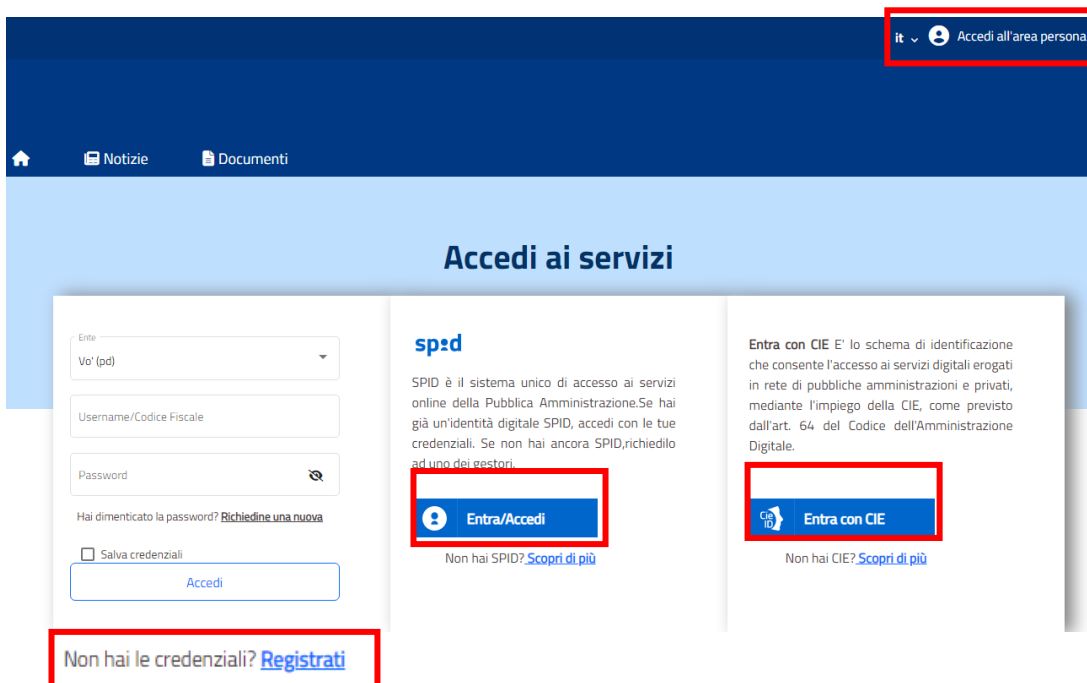 it Accedi all'area persona
Notizie
Documenti
Accedi ai servizi
Ente
Vo' (pd)
Username/Codice Fiscale
Password
Hai dimenticato la password? Richiedine una nuova
Salva credenziali
Accedi
Non hai le credenziali? Registrati
spid
SPID è il sistema unico di accesso ai servizi
online della Pubblica Amministrazione.Se hai
già un'identità digitale SPID, accedi con le tue
credenziali. Se non hai ancora SPID,richiedilo
ad uno dei gestori.
Entra/Accedi
Non hai SPID? Scopri di più
Entra con CIE E' lo schema di identificazione
che consente l'accesso ai servizi digitali erogati
in rete di pubbliche amministrazioni e privati,
mediante l'impiego della CIE, come previsto
dall'art. 64 del Codice dell'Amministrazione
Digitale.
Cie
iD
Entra con CIE
Non hai CIE? Scopri di più